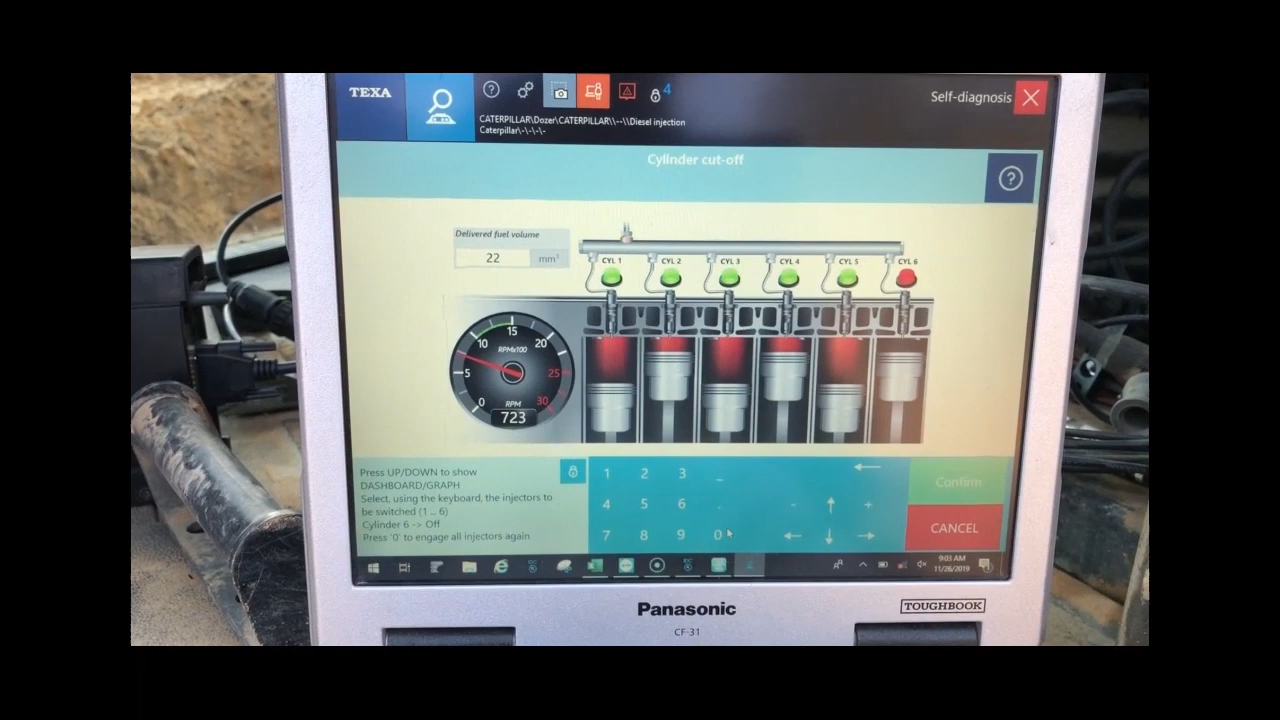 TEXA
4
Self-diagnosis
CATERPILLAR\Dozer\CATERPILLAR\\--\\Diesel injection
Caterpillar\-\-\-\-
Cylinder cut-off
Delivered fuel volume
22 mm³
CYL 1 CYL 2 CYL 3 CYL 4 CYL 5 CYL 6
0 5 10 15 20 25 30
RPMx100
RPM
723
Press UP/DOWN to show
DASHBOARD/GRAPH
Select, using the keyboard, the injectors to
be switched (1 .. 6)
Cylinder 6 -> Off
Press '0' to engage all injectors again
1 2 3 _
4 5 6 . - ↑ +
7 8 9 0 ← ↓ →
Confirm
CANCEL
9:03 AM
11/26/2019
Panasonic
TOUGHBOOK
CF-31